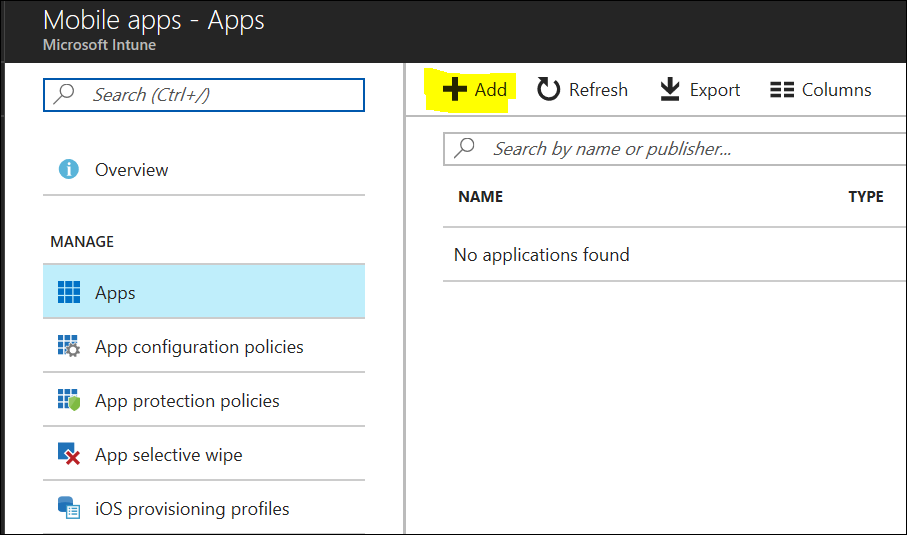 Mobile apps - Apps
Microsoft Intune
Search (Ctrl+/)
Overview
MANAGE
Apps
App configuration policies
App protection policies
App selective wipe
iOS provisioning profiles
Add Refresh Export Columns
Search by name or publisher...
NAME TYPE
No applications found